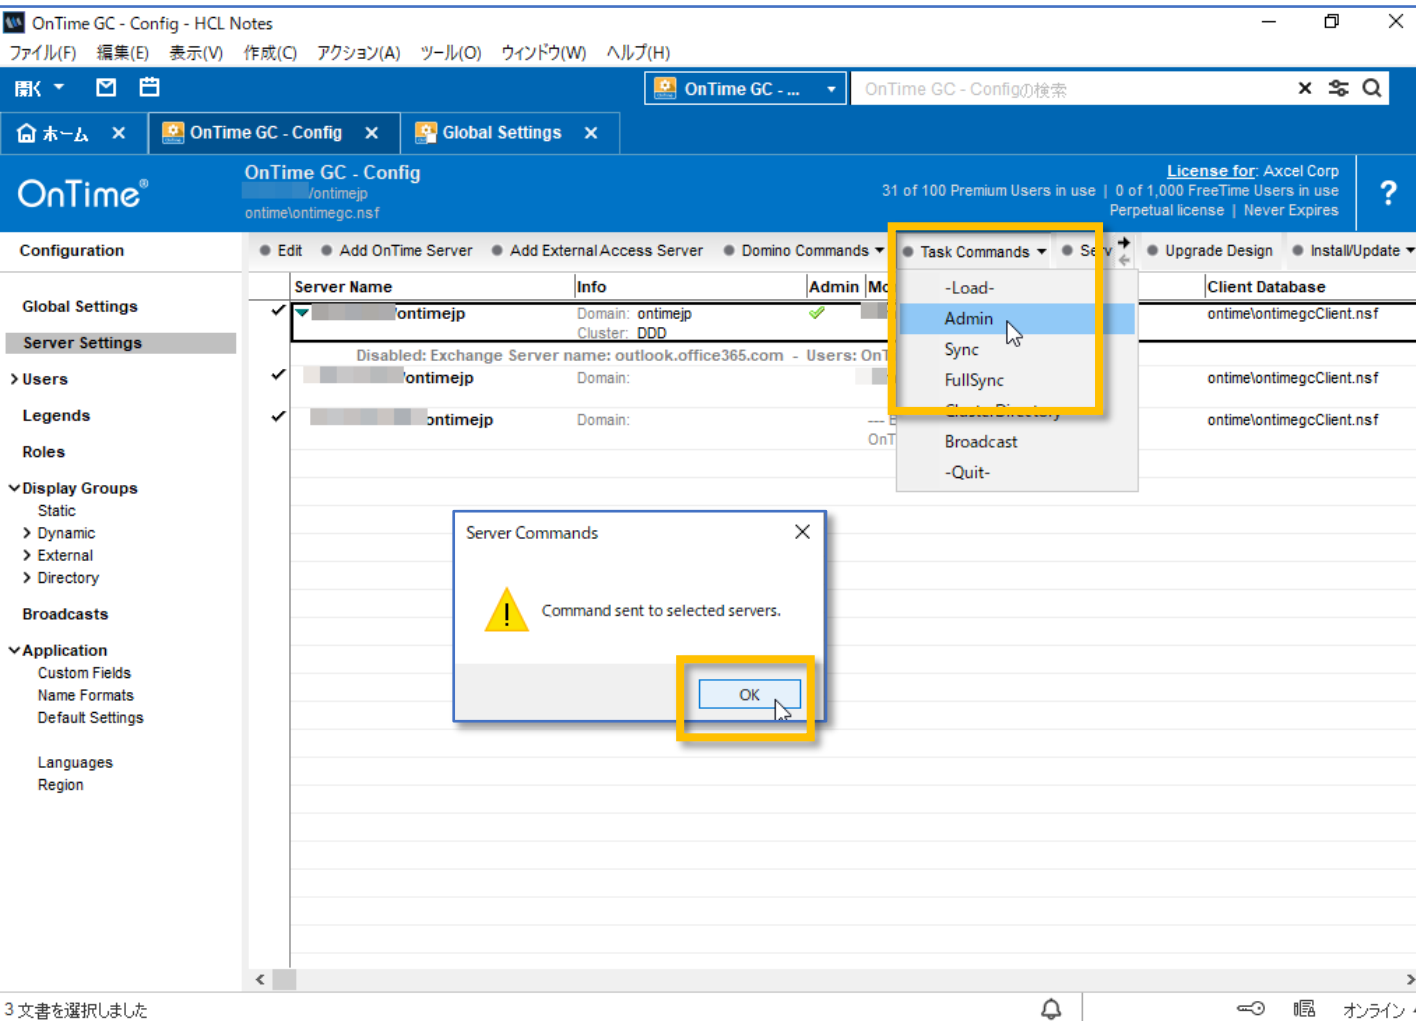 OnTime GC - Config - HCL Notes
ファイル(F) 編集(E) 表示(V) 作成(C) アクション(A) ツール(O) ウィンドウ(W) ヘルプ(H)
開く
OnTime GC - ...
OnTime GC - Configの検索
ホーム
OnTime GC - Config
Global Settings
OnTime®
OnTime GC - Config
/ontimejp
ontime\ontimegc.nsf
License for: Axcel Corp
31 of 100 Premium Users in use | 0 of 1,000 FreeTime Users in use
Perpetual license | Never Expires
?
Configuration
Edit
Add OnTime Server
Add External Access Server
Domino Commands
Task Commands
Serv
Upgrade Design
Install/Update
Server Name
Info
Admin
Mo
Client Database
Global Settings
Server Settings
Users
Legends
Roles
Display Groups
Static
Dynamic
External
Directory
Broadcasts
Application
Custom Fields
Name Formats
Default Settings
Languages
Region
/ontimejp
Domain: ontimejp
Cluster: DDD
ontime\ontimegcClient.nsf
Disabled: Exchange Server name: outlook.office365.com - Users: OnT
/ontimejp
Domain:
ontime\ontimegcClient.nsf
ontimejp
Domain:
OnT
ontime\ontimegcClient.nsf
-Load-
Admin
Sync
FullSync
ClusterDirectory
Broadcast
-Quit-
Server Commands
Command sent to selected servers.
OK
3 文書を選択しました
オンライン